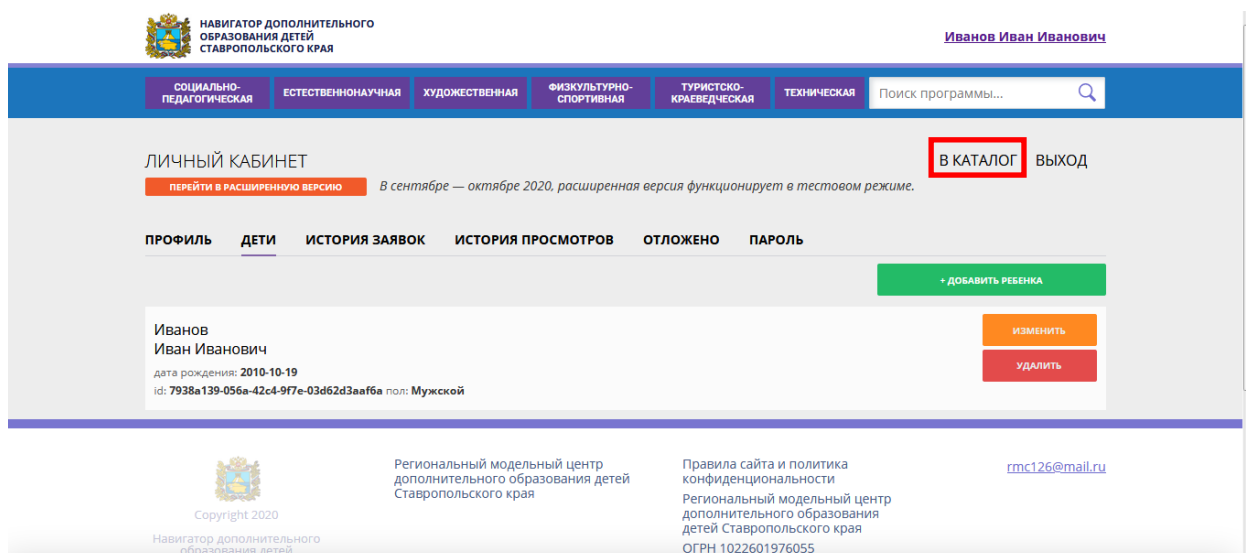 НАВИГАТОР ДОПОЛНИТЕЛЬНОГО
ОБРАЗОВАНИЯ ДЕТЕЙ
СТАВРОПОЛЬСКОГО КРАЯ
Иванов Иван Иванович
СОЦИАЛЬНО-
ПЕДАГОГИЧЕСКАЯ
ЕСТЕСТВЕННОНАУЧНАЯ
ХУДОЖЕСТВЕННАЯ
ФИЗКУЛЬТУРНО-
СПОРТИВНАЯ
ТУРИСТСКО-
КРАЕВЕДЧЕСКАЯ
ТЕХНИЧЕСКАЯ
Поиск программы...
ЛИЧНЫЙ КАБИНЕТ
В КАТАЛОГ ВЫХОД
ПЕРЕЙТИ В РАСШИРЕННУЮ ВЕРСИЮ
В сентябре — октябре 2020, расширенная версия функционирует в тестовом режиме.
ПРОФИЛЬ ДЕТИ ИСТОРИЯ ЗАЯВОК ИСТОРИЯ ПРОСМОТРОВ ОТЛОЖЕНО ПАРОЛЬ
+ ДОБАВИТЬ РЕБЕНКА
Иванов
Иван Иванович
дата рождения: 2010-10-19
id: 7938a139-056a-42c4-9f7e-03d62d3aaf6a пол: Мужской
ИЗМЕНИТЬ
УДАЛИТЬ
Copyright 2020
Навигатор дополнительного
образования детей
Региональный модельный центр
дополнительного образования детей
Ставропольского края
Правила сайта и политика
конфиденциональности
Региональный модельный центр
дополнительного образования
детей Ставропольского края
ОГРН 1022601976055
rmc126@mail.ru